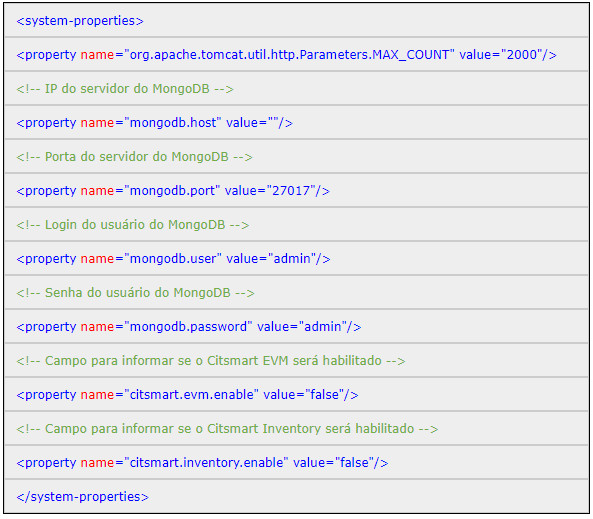 <system-properties>
<property name="org.apache.tomcat.util.http.Parameters.MAX_COUNT" value="2000"/>
<!-- IP do servidor do MongoDB -->
<property name="mongodb.host" value=""/>
<!-- Porta do servidor do MongoDB -->
<property name="mongodb.port" value="27017"/>
<!-- Login do usuário do MongoDB -->
<property name="mongodb.user" value="admin"/>
<!-- Senha do usuário do MongoDB -->
<property name="mongodb.password" value="admin"/>
<!-- Campo para informar se o Citsmart EVM será habilitado -->
<property name="citsmart.evm.enable" value="false"/>
<!-- Campo para informar se o Citsmart Inventory será habilitado -->
<property name="citsmart.inventory.enable" value="false"/>
</system-properties>